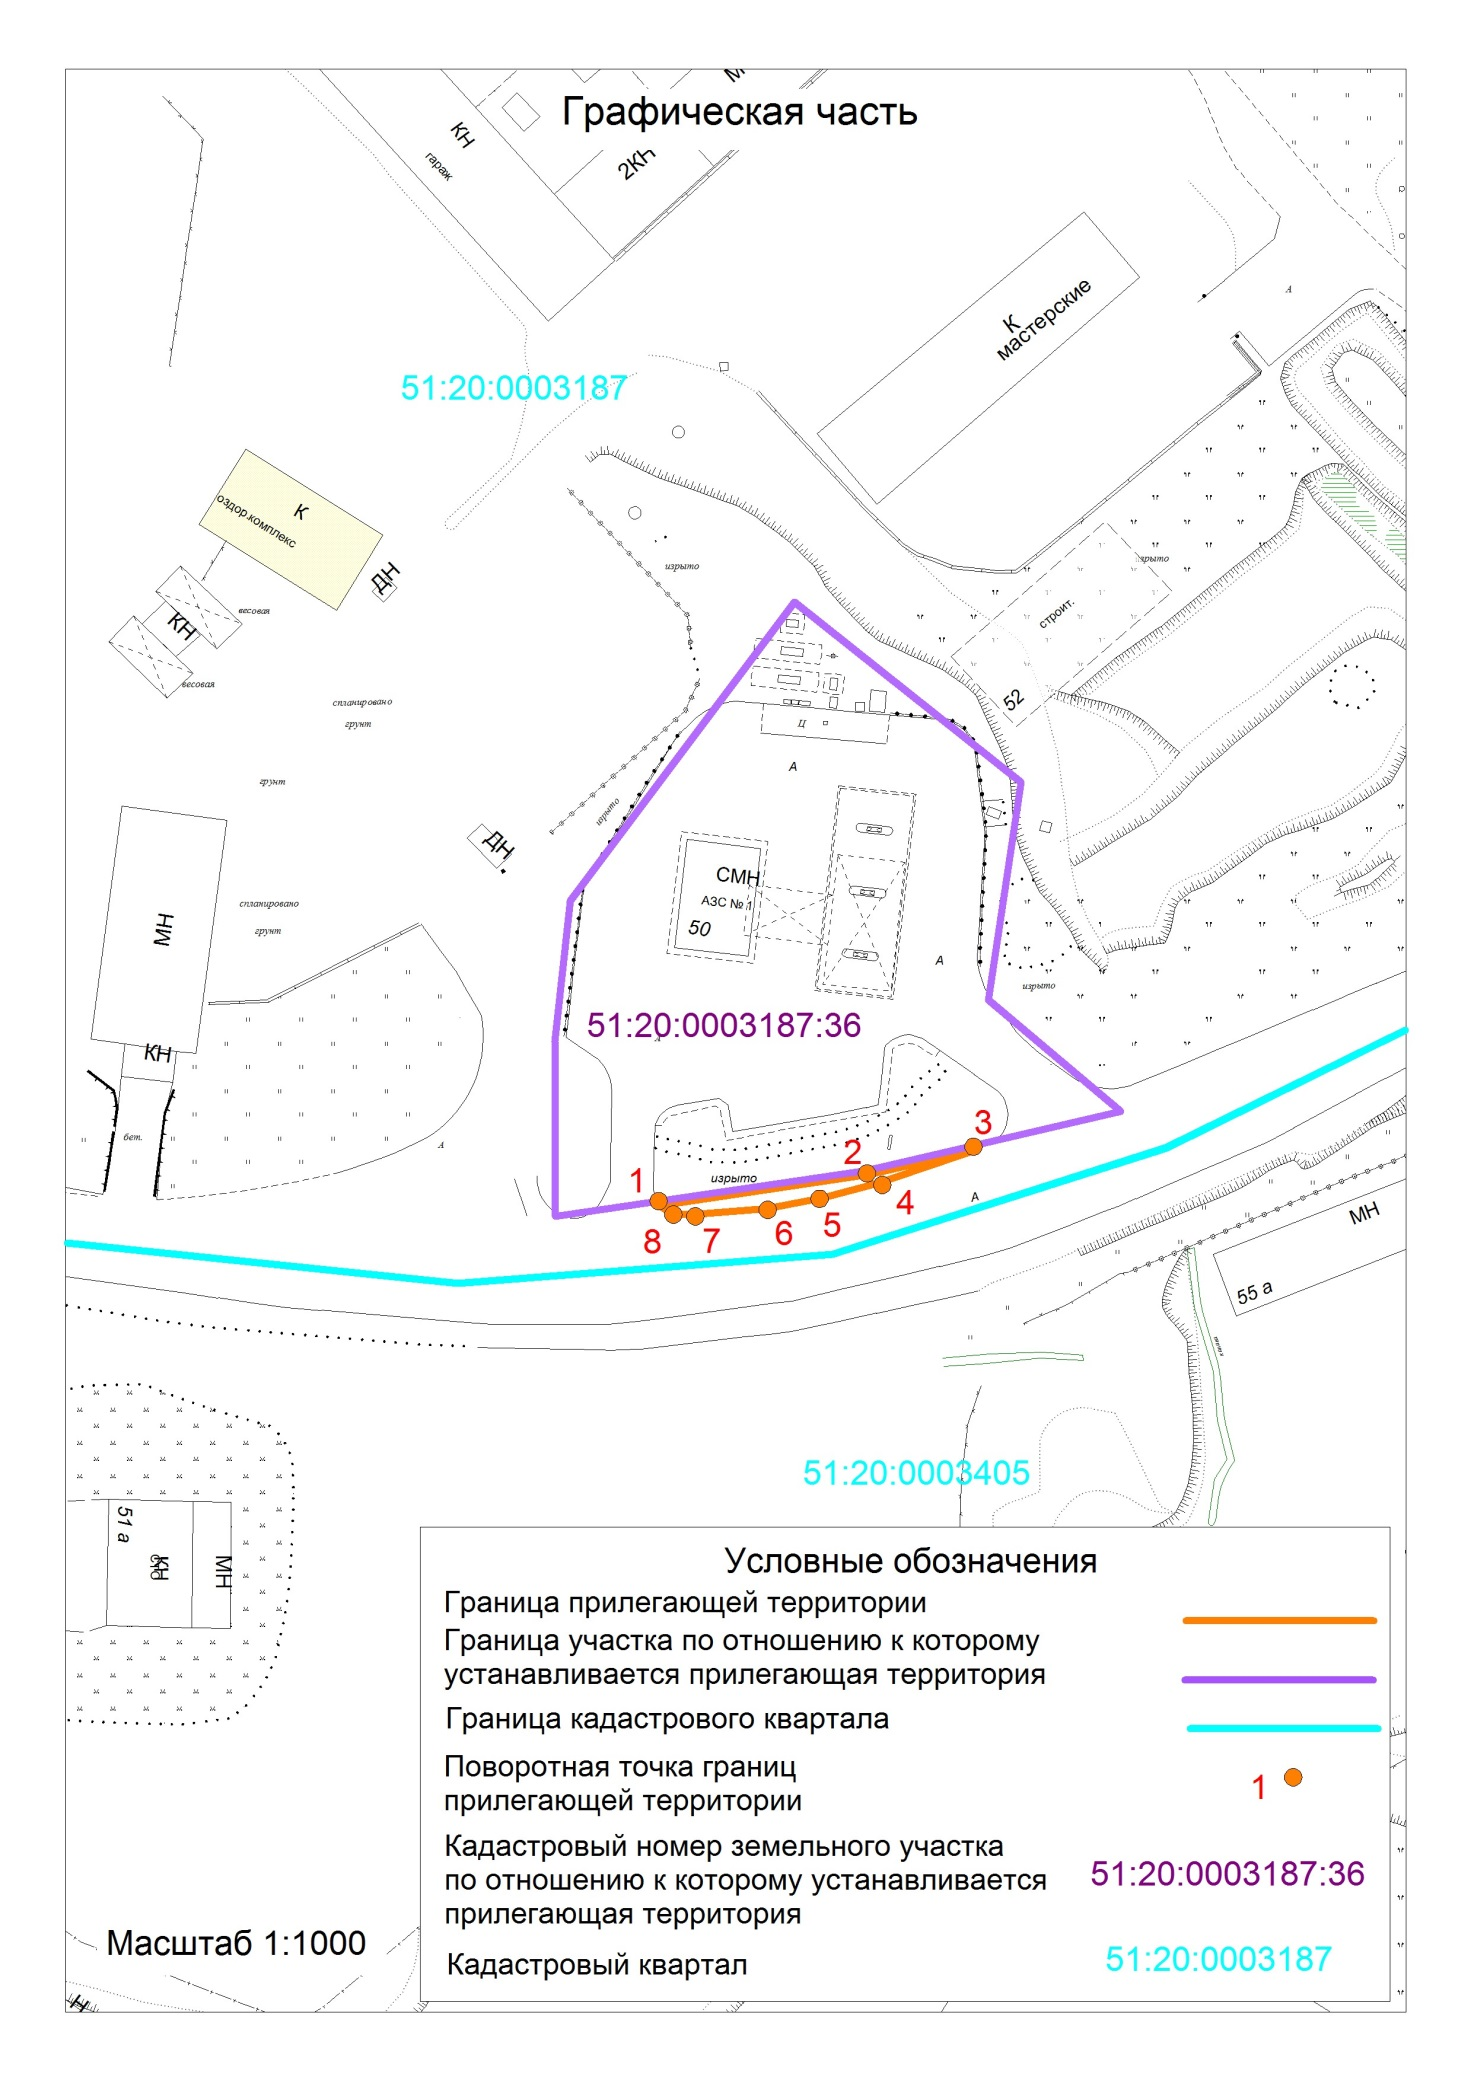 Графическая часть
КН
гараж
2КН
К
мастерские
А
51:20:0003187
К
оздор.комплекс
ДН
КН
весовая
весовая
изрыто
строит.
52
спланировано
грунт
грунт
Ц
А
изрыто
ДН
СМН
АЗС № 1
50
МН
спланировано
грунт
А
изрыто
51:20:0003187:36
КН
бет.
А
изрыто
1
2
3
4
5
6
7
8
А
МН
55 а
51:20:0003405
51 а
КН
МН
Условные обозначения
Граница прилегающей территории
Граница участка по отношению к которому
устанавливается прилегающая территория
Граница кадастрового квартала
Поворотная точка границ
прилегающей территории
1
Кадастровый номер земельного участка
по отношению к которому устанавливается
прилегающая территория
51:20:0003187:36
Кадастровый квартал
51:20:0003187
Масштаб 1:1000
Н